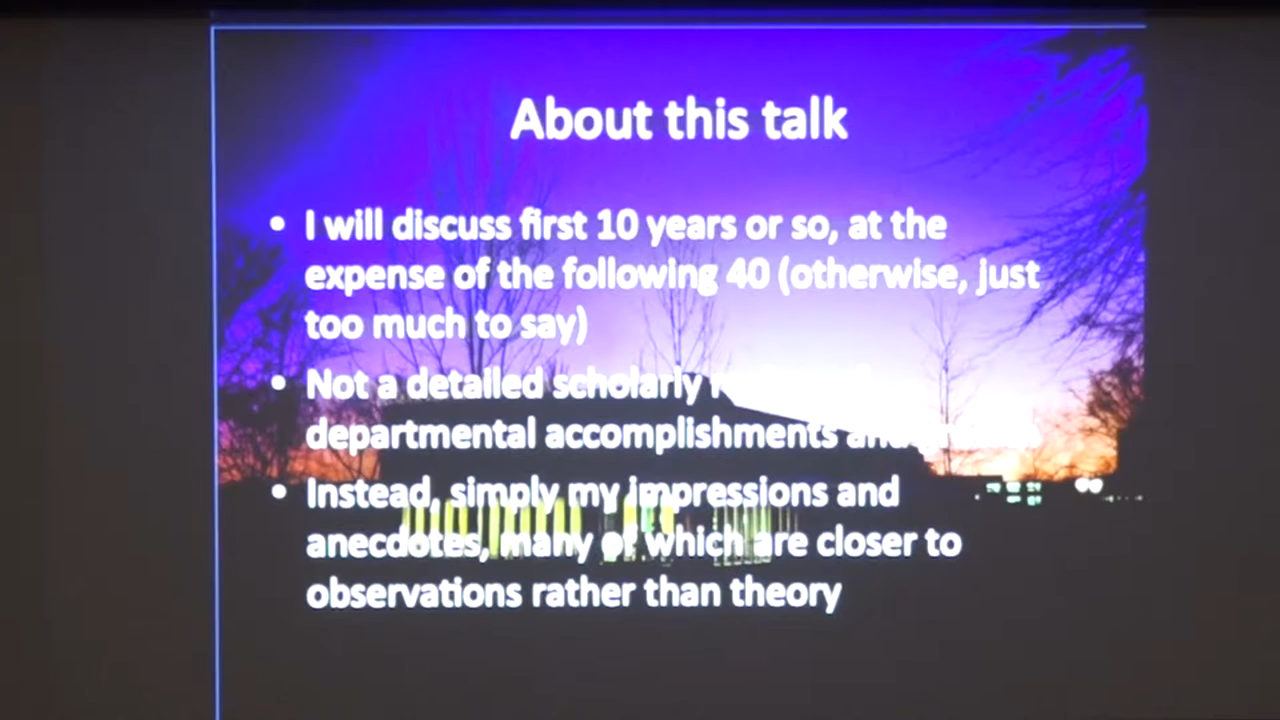 About this talk
• I will discuss first 10 years or so, at the
expense of the following 40 (otherwise, just
too much to say)
• Not a detailed scholarly
departmental accomplishments and
• Instead, simply my impressions and
anecdotes, many of which are closer to
observations rather than theory